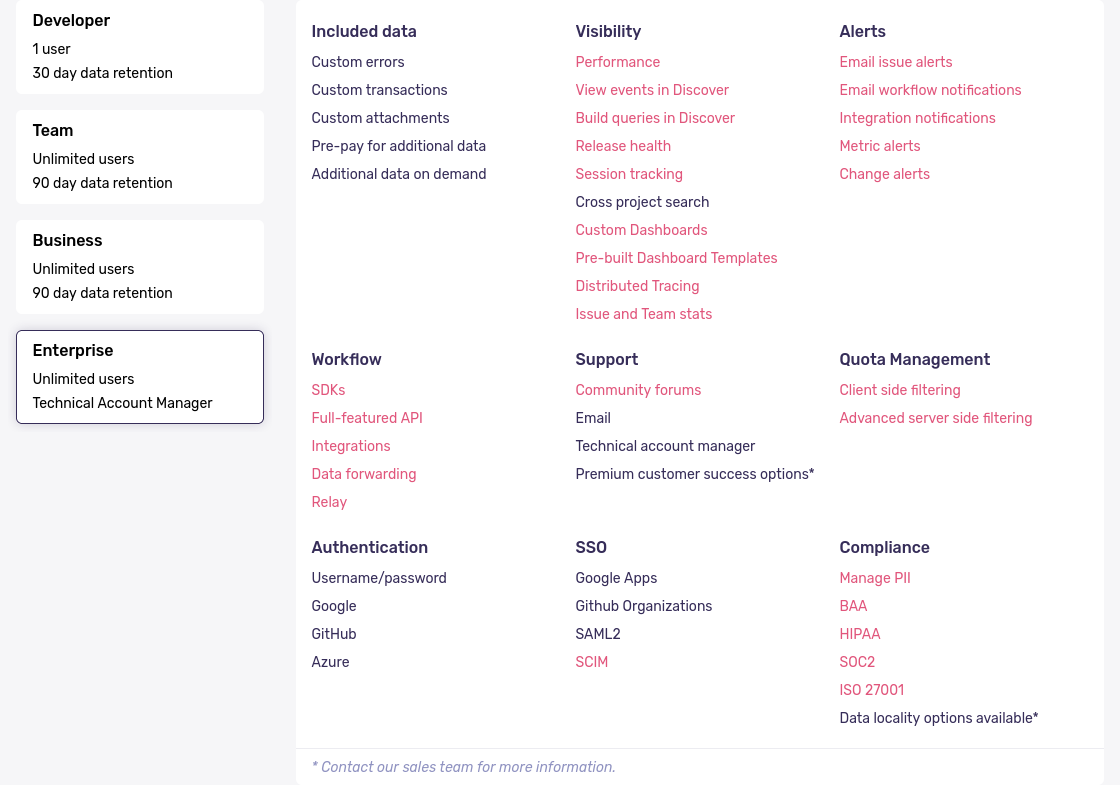 Developer
1 user
30 day data retention
Team
Unlimited users
90 day data retention
Business
Unlimited users
90 day data retention
Enterprise
Unlimited users
Technical Account Manager
Included data
Custom errors
Custom transactions
Custom attachments
Pre-pay for additional data
Additional data on demand
Visibility
Performance
View events in Discover
Build queries in Discover
Release health
Session tracking
Cross project search
Custom Dashboards
Pre-built Dashboard Templates
Distributed Tracing
Issue and Team stats
Alerts
Email issue alerts
Email workflow notifications
Integration notifications
Metric alerts
Change alerts
Workflow
SDKs
Full-featured API
Integrations
Data forwarding
Relay
Support
Community forums
Email
Technical account manager
Premium customer success options*
Quota Management
Client side filtering
Advanced server side filtering
Authentication
Username/password
Google
GitHub
Azure
SSO
Google Apps
Github Organizations
SAML2
SCIM
Compliance
Manage PII
BAA
HIPAA
SOC2
ISO 27001
Data locality options available*
* Contact our sales team for more information.